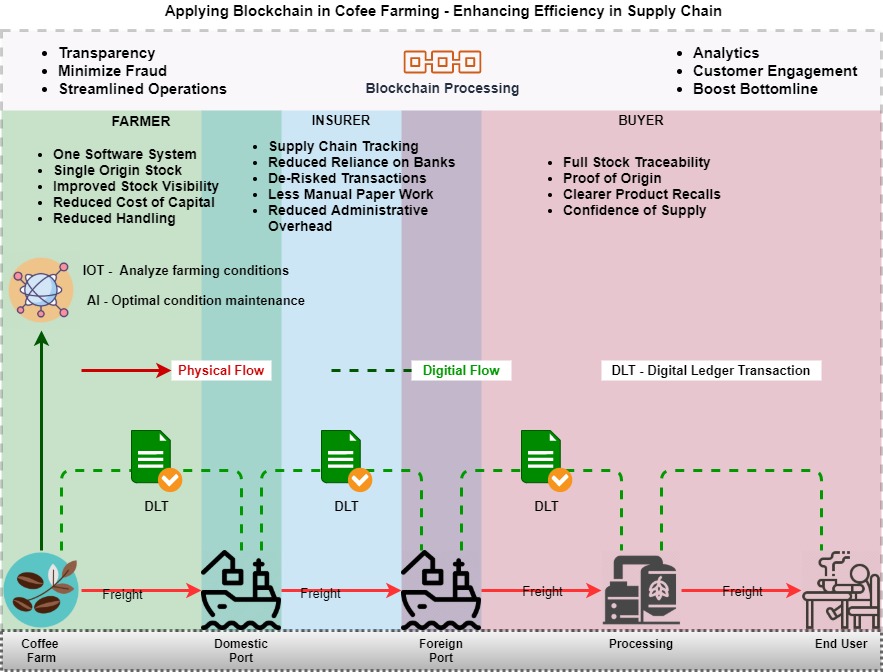 Applying Blockchain in Cofee Farming - Enhancing Efficiency in Supply Chain
Transparency
Minimize Fraud
Streamlined Operations
Blockchain Processing
Analytics
Customer Engagement
Boost Bottomline
FARMER
One Software System
Single Origin Stock
Improved Stock Visibility
Reduced Cost of Capital
Reduced Handling
INSURER
Supply Chain Tracking
Reduced Reliance on Banks
De-Risked Transactions
Less Manual Paper Work
Reduced Administrative
Overhead
BUYER
Full Stock Traceability
Proof of Origin
Clearer Product Recalls
Confidence of Supply
IOT - Analyze farming conditions
AI - Optimal condition maintenance
Physical Flow
Digitial Flow
DLT - Digital Ledger Transaction
DLT
DLT
DLT
Freight
Freight
Freight
Freight
Coffee
Farm
Domestic
Port
Foreign
Port
Processing
End User